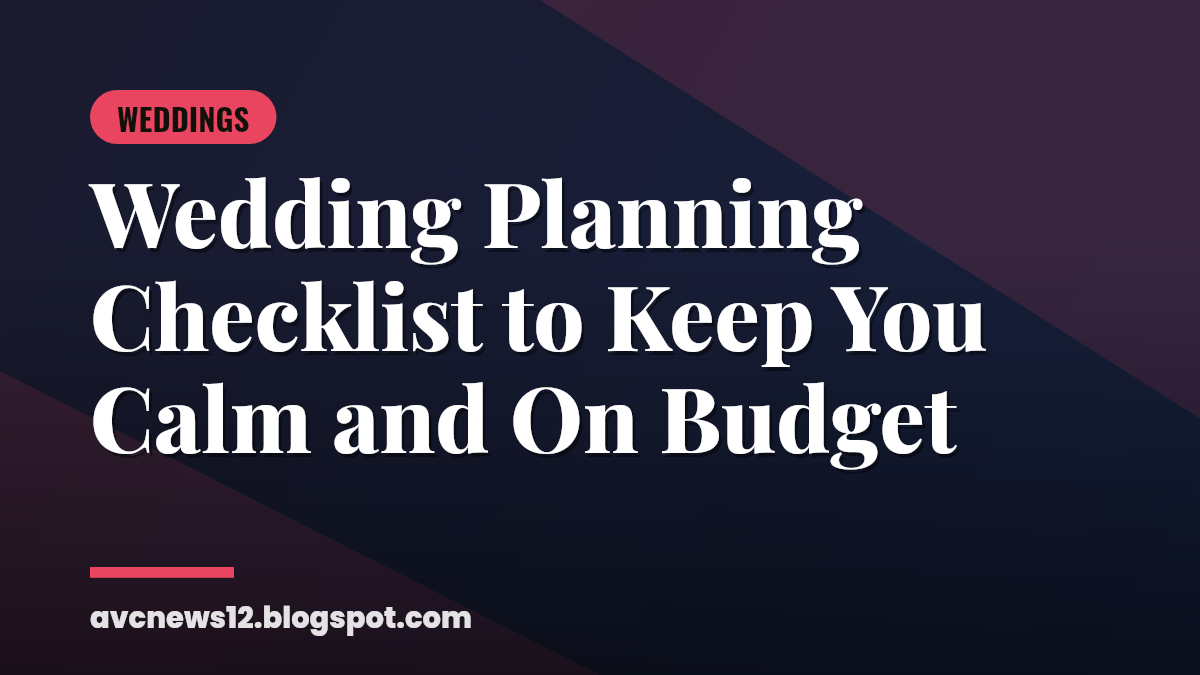 WEDDINGS
Wedding Planning
Checklist to Keep You
Calm and On Budget
avcnews12.blogspot.com